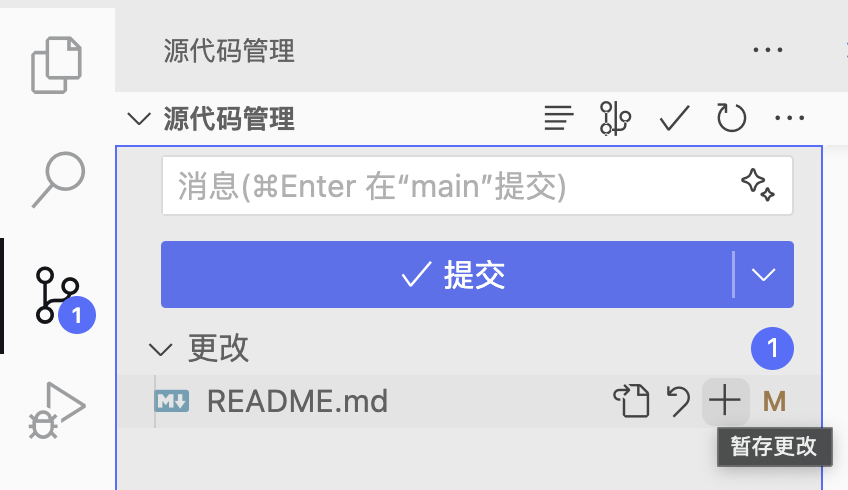 源代码管理
源代码管理
消息(⌘Enter 在“main”提交)
提交
1
更改 1
README.md M
暂存更改